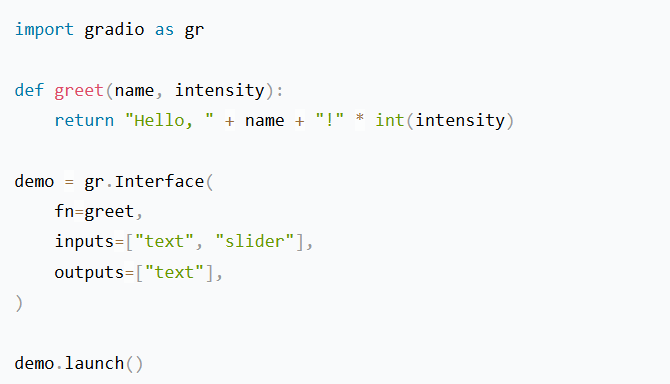 import gradio as gr
def greet(name, intensity):
    return "Hello, " + name + "!" * int(intensity)
demo = gr.Interface(
    fn=greet,
    inputs=["text", "slider"],
    outputs=["text"],
)
demo.launch()